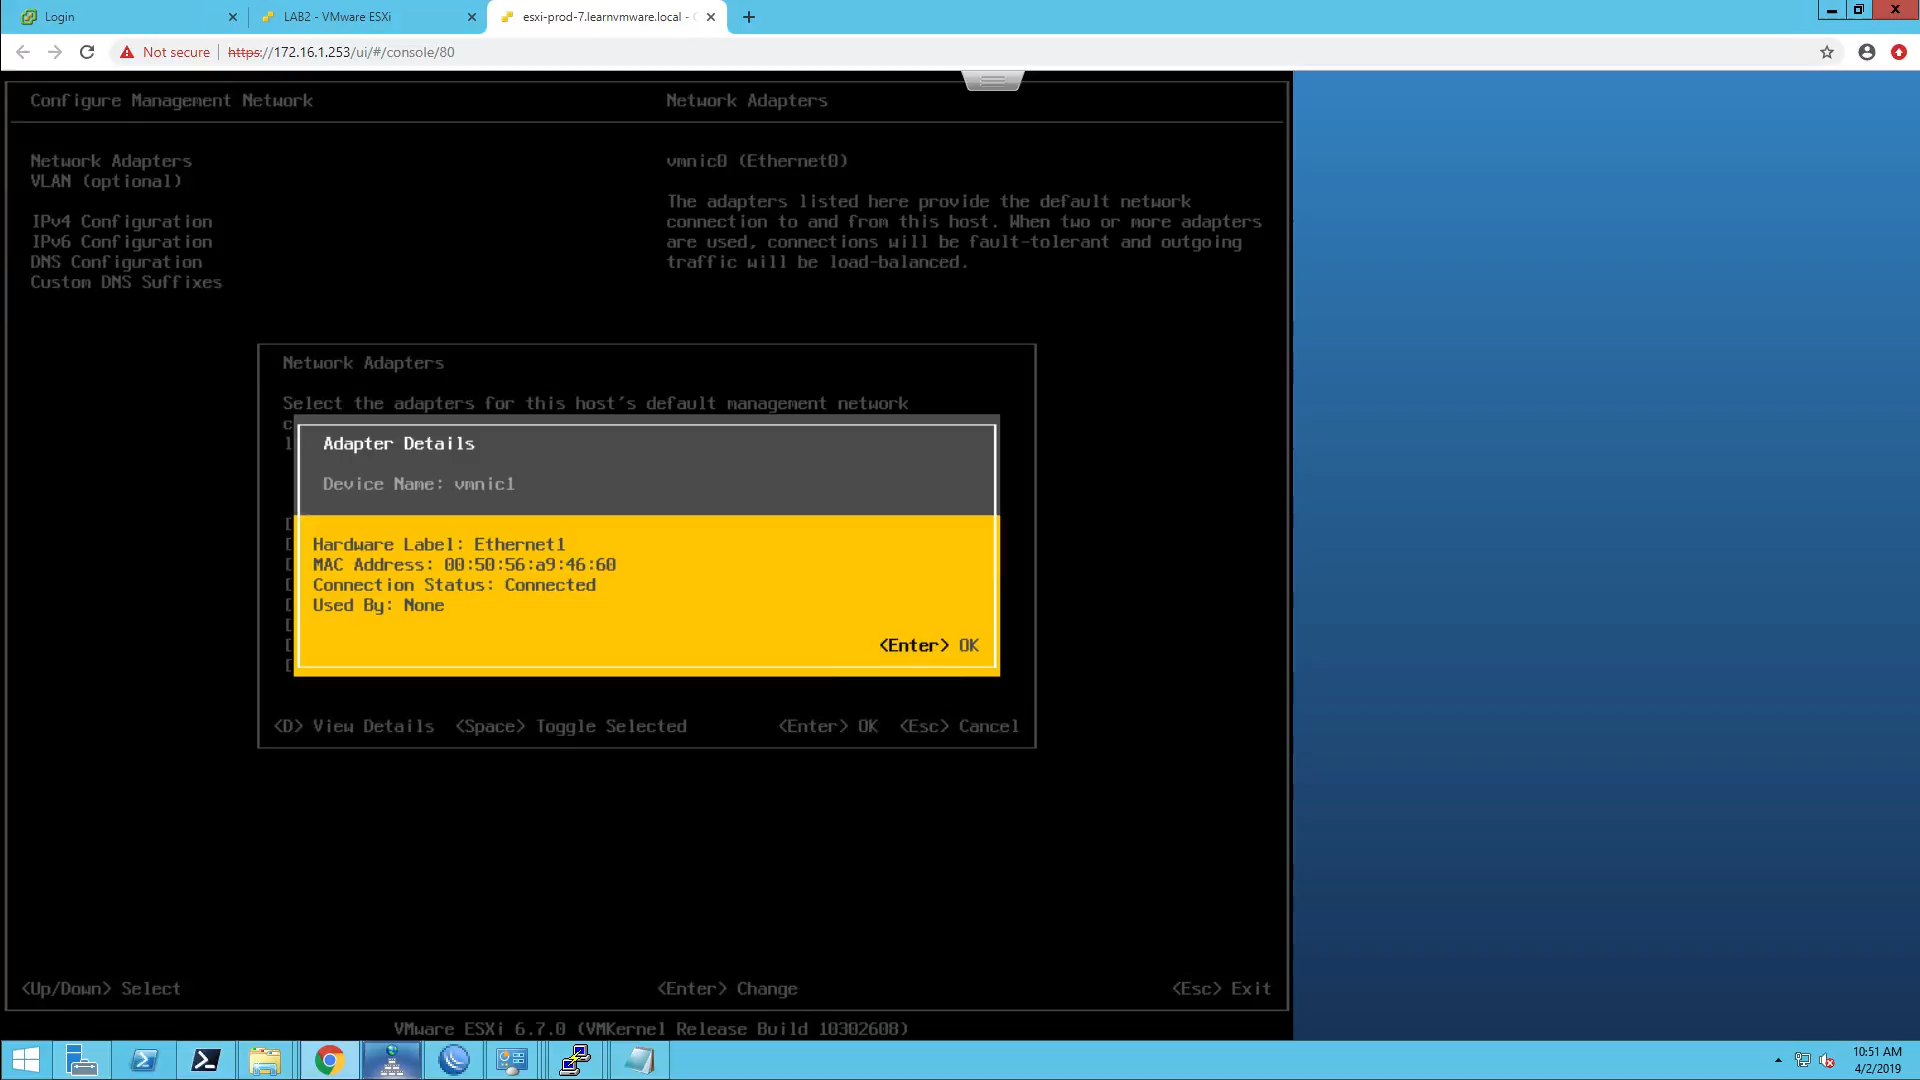 Login
LAB2 - VMware ESXi
esxi-prod-7.learnvmware.local -
Not secure
https://172.16.1.253/ui/#/console/80
Configure Management Network
Network Adapters
Network Adapters
VLAN (optional)
IPv4 Configuration
IPv6 Configuration
DNS Configuration
Custom DNS Suffixes
vmnic0 (Ethernet0)
The adapters listed here provide the default network
connection to and from this host. When two or more adapters
are used, connections will be fault-tolerant and outgoing
traffic will be load-balanced.
Network Adapters
Select the adapters for this host's default management network
c
l
Adapter Details
Device Name: vmnic1
[
[
[
[
[
[
[
[
Hardware Label: Ethernet1
MAC Address: 00:50:56:a9:46:60
Connection Status: Connected
Used By: None
<Enter> OK
<D> View Details <Space> Toggle Selected <Enter> OK <Esc> Cancel
<Up/Down> Select
<Enter> Change
<Esc> Exit
VMware ESXi 6.7.0 (VMKernel Release Build 10302608)
10:51 AM
4/2/2019